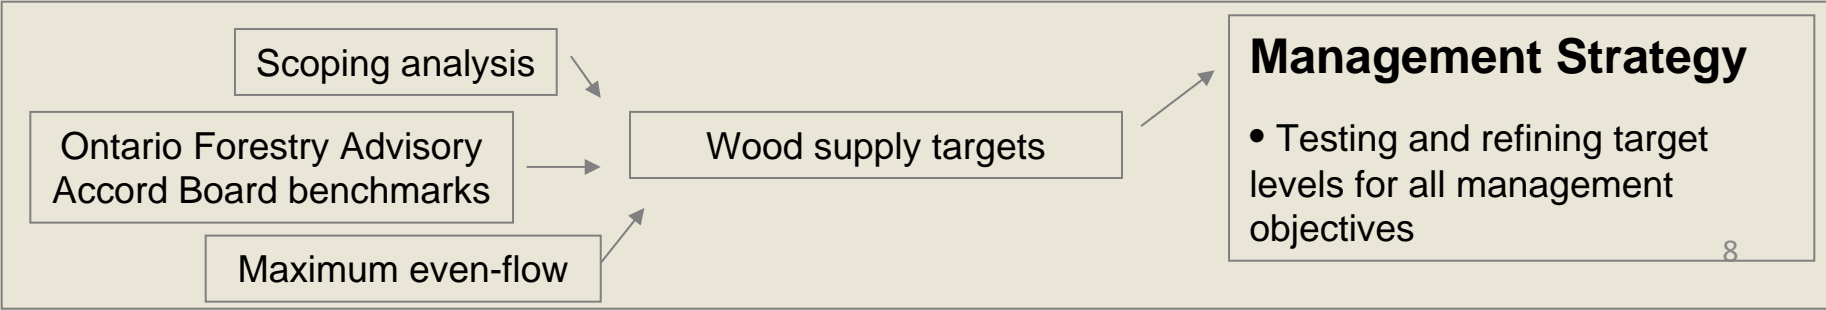 Scoping analysis
Ontario Forestry Advisory
Accord Board benchmarks
Maximum even-flow
Wood supply targets
Management Strategy
• Testing and refining target
levels for all management
objectives
8